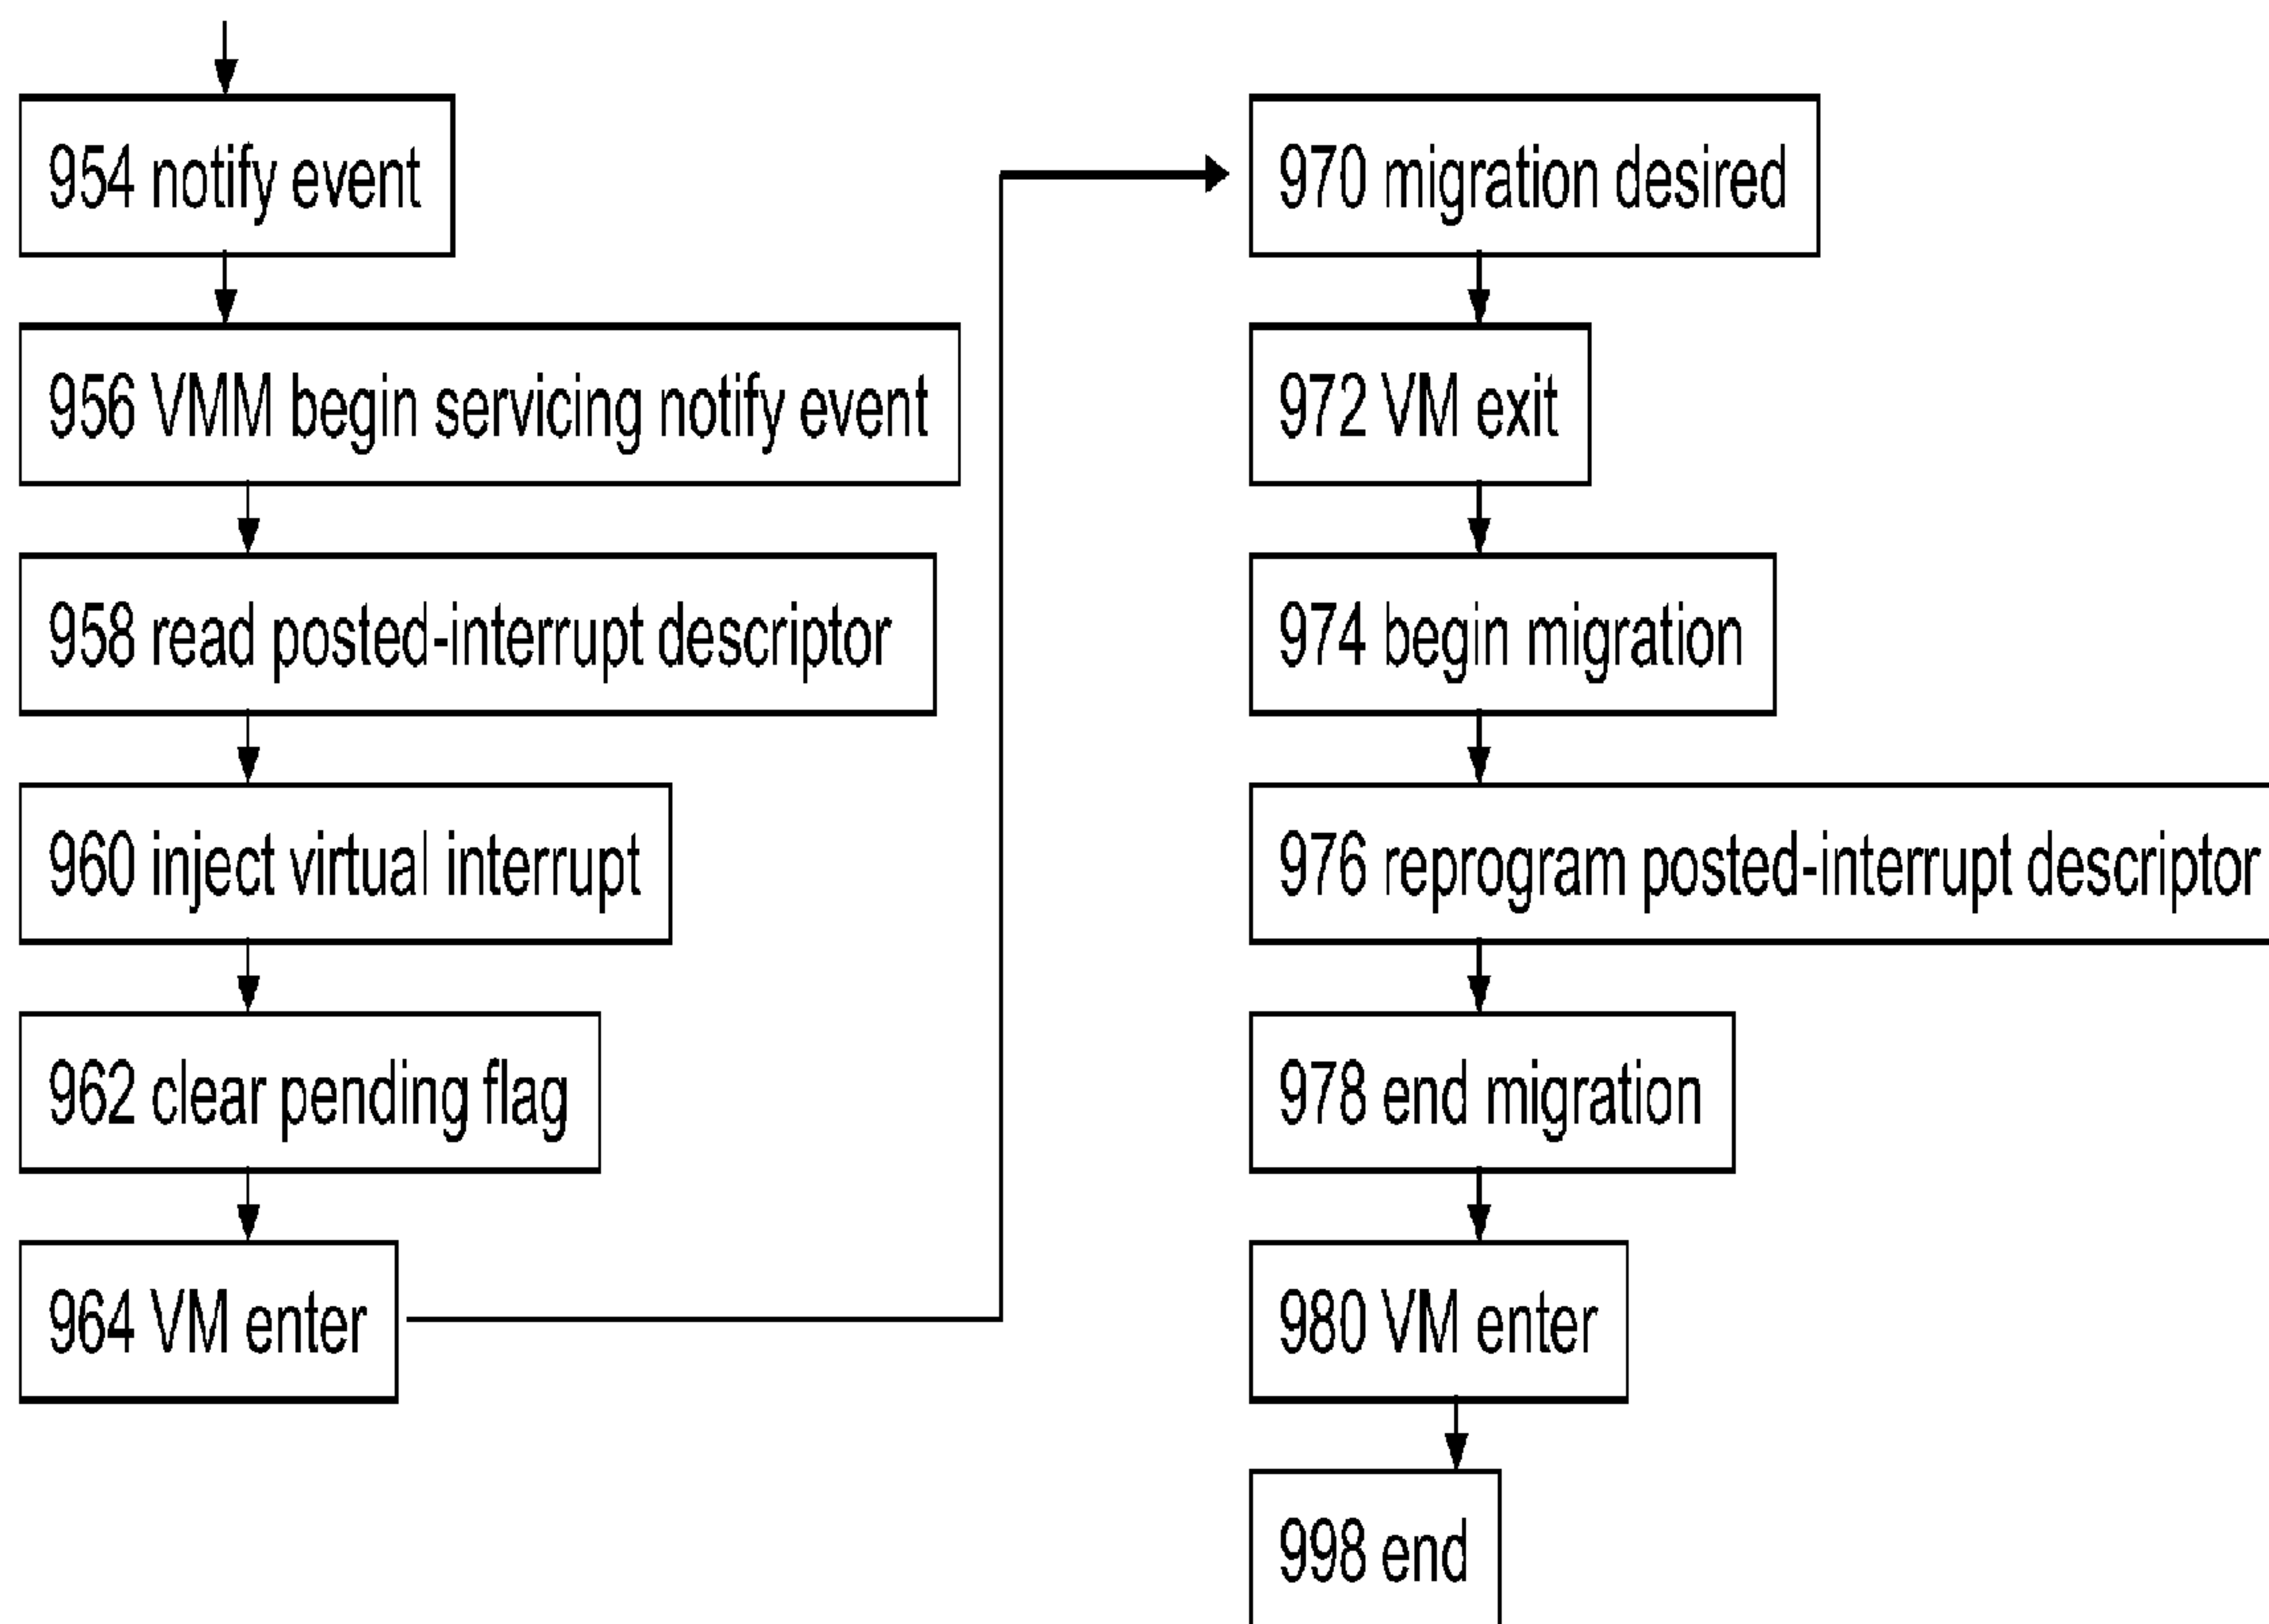 954 notify event
956 VMM begin servicing notify event
958 read posted-interrupt descriptor
960 inject virtual interrupt
962 clear pending flag
964 VM enter
970 migration desired
972 VM exit
974 begin migration
976 reprogram posted-interrupt descriptor
978 end migration
980 VM enter
998 end